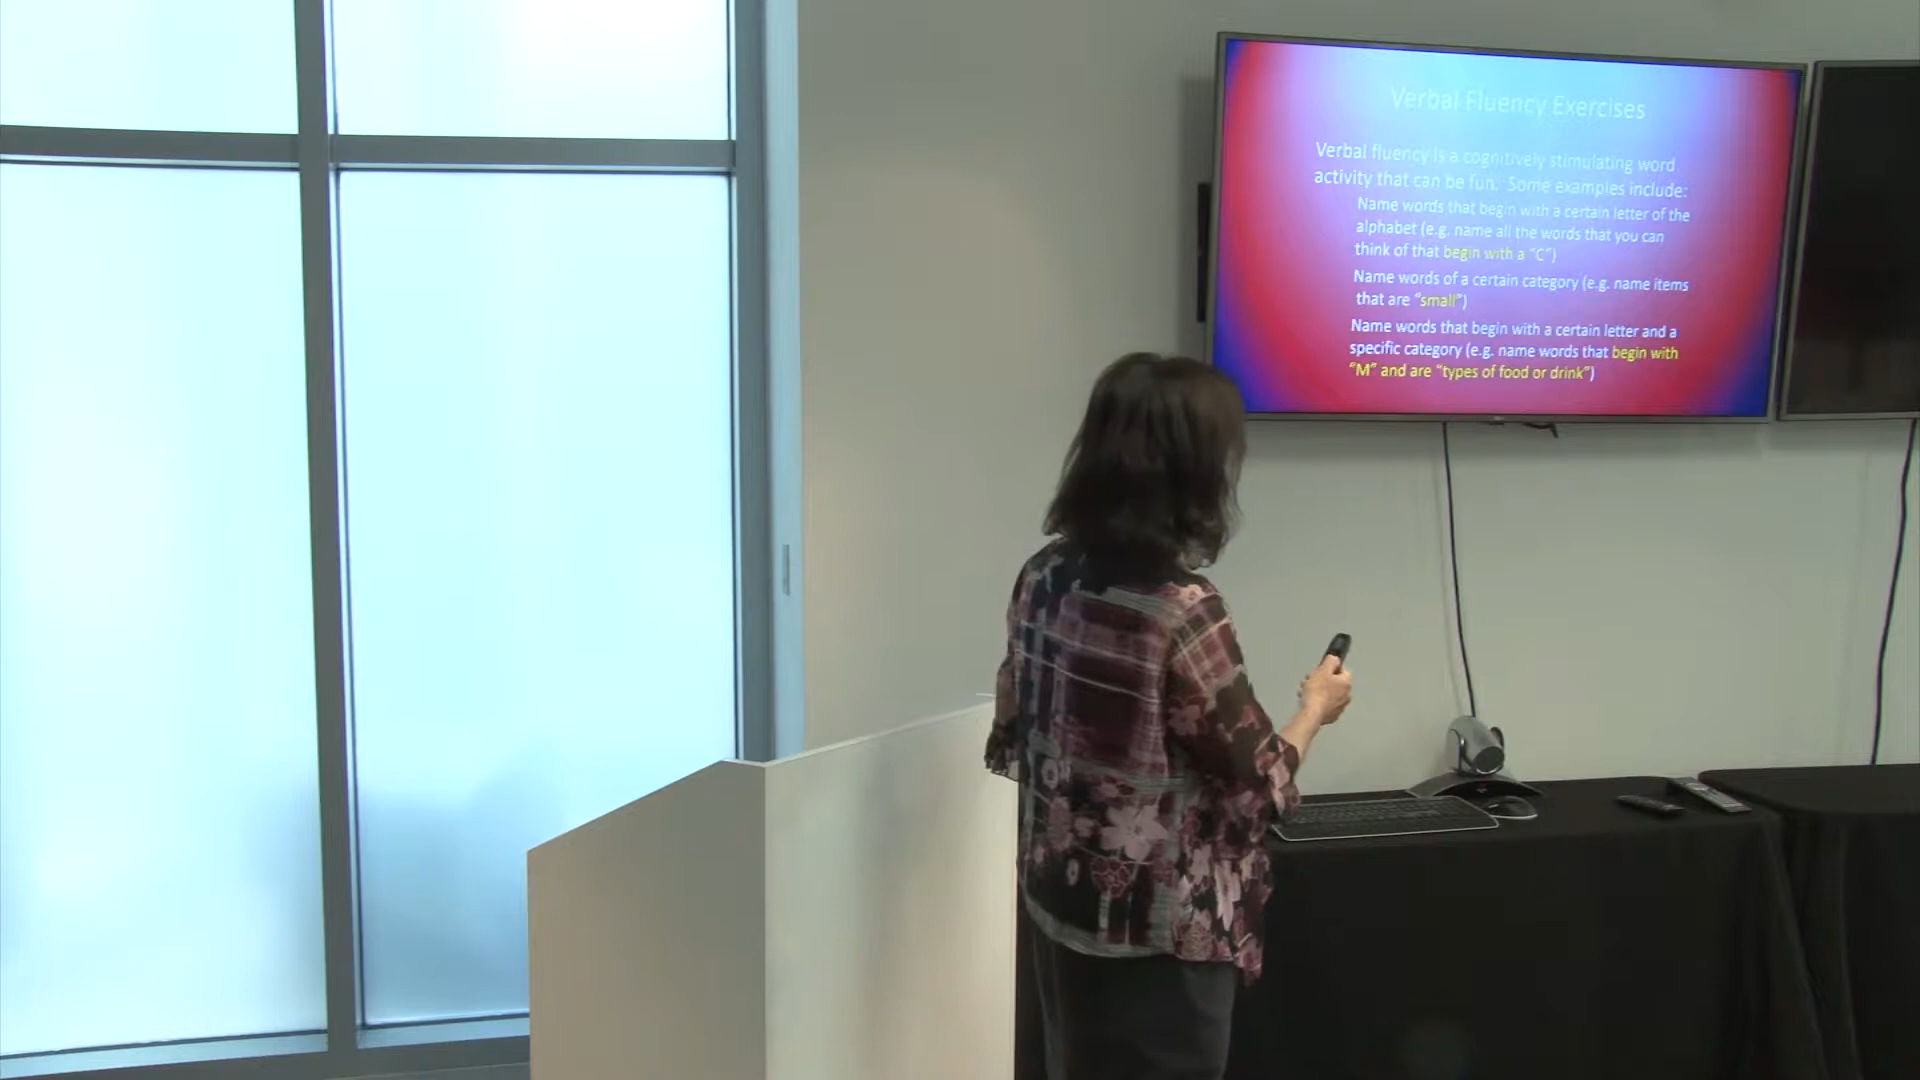 Verbal Fluency Exercises
Verbal fluency is a cognitively stimulating word
activity that can be fun. Some examples include:
Name words that begin with a certain letter of the
alphabet (e.g. name all the words that you can
think of that begin with a "C")
Name words of a certain category (e.g. name items
that are "small")
Name words that begin with a certain letter and a
specific category (e.g. name words that begin with
"M" and are "types of food or drink")